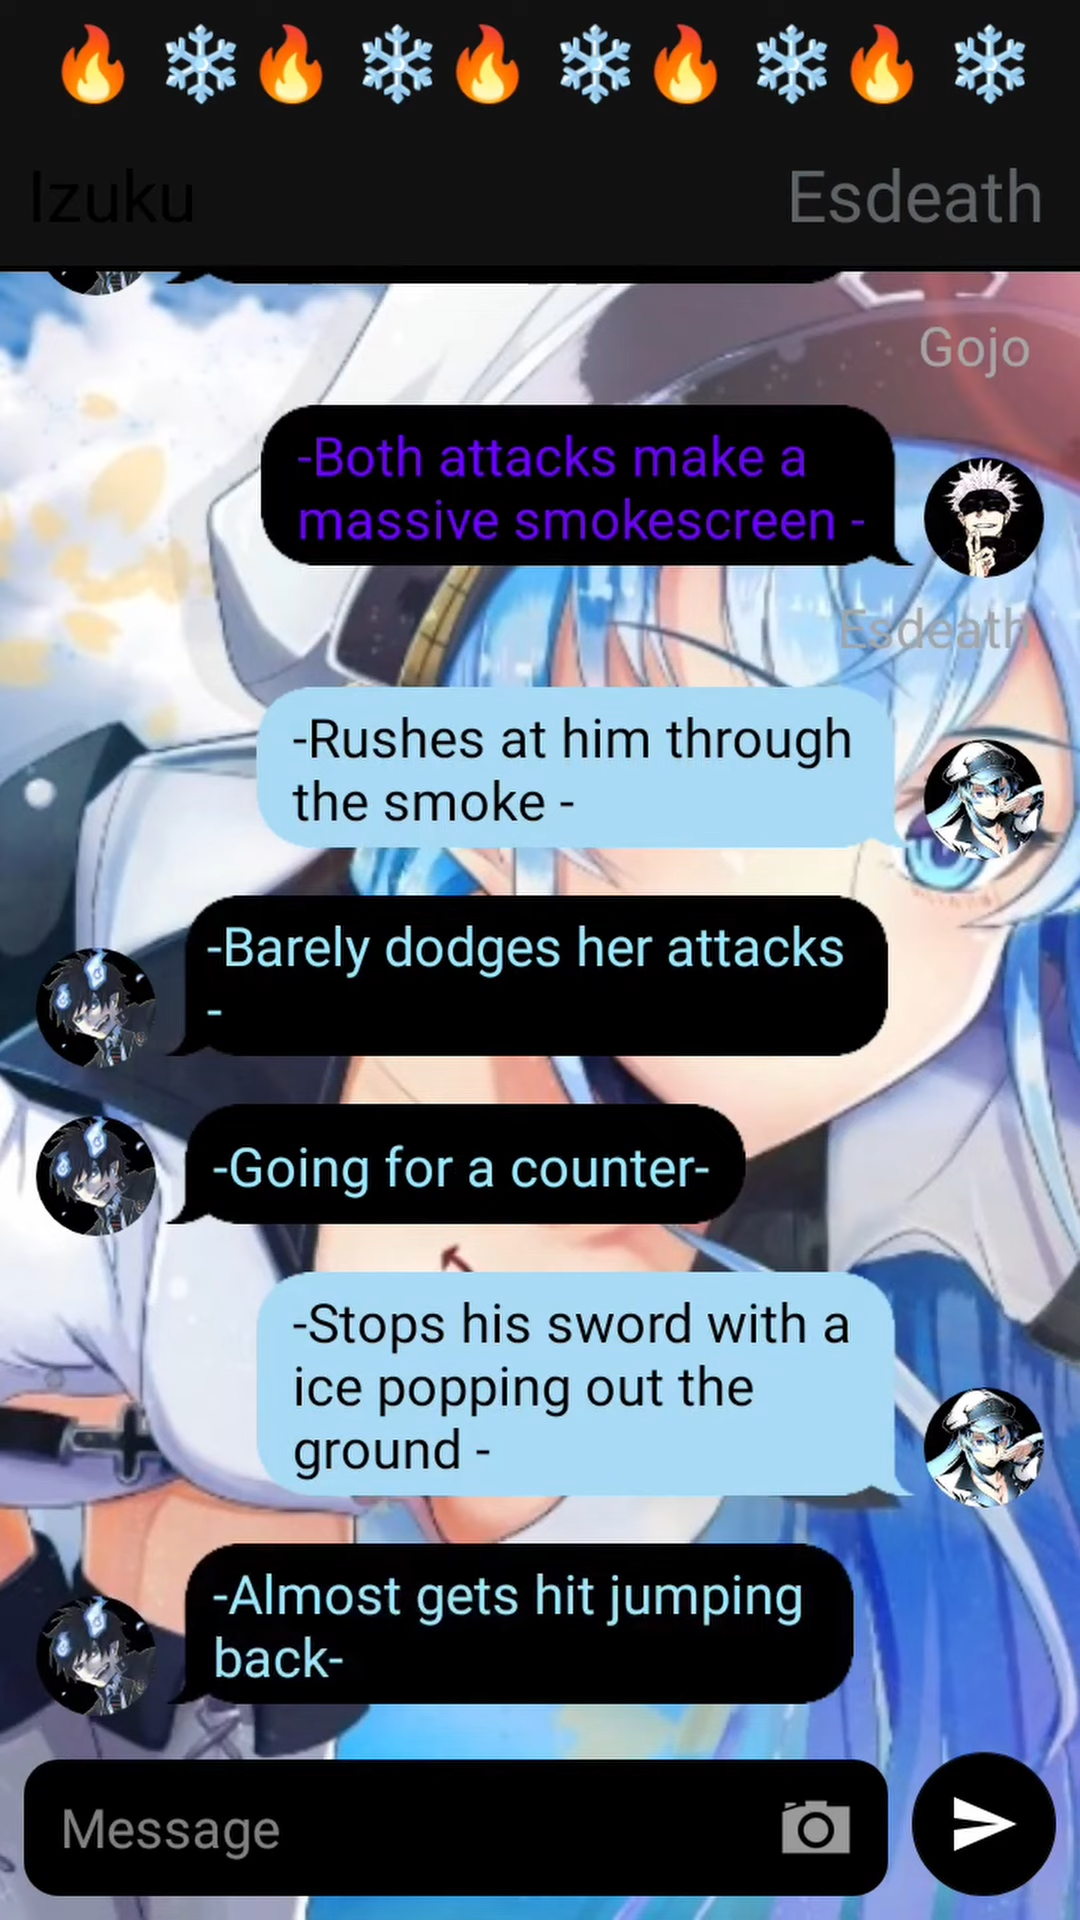 🔥 ❄️🔥 ❄️🔥 ❄️🔥 ❄️🔥 ❄️
Izuku
Esdeath
Gojo
-Both attacks make a
massive smokescreen -
Esdeath
-Rushes at him through
the smoke -
-Barely dodges her attacks
-
-Going for a counter-
-Stops his sword with a
ice popping out the
ground -
-Almost gets hit jumping
back-
Message